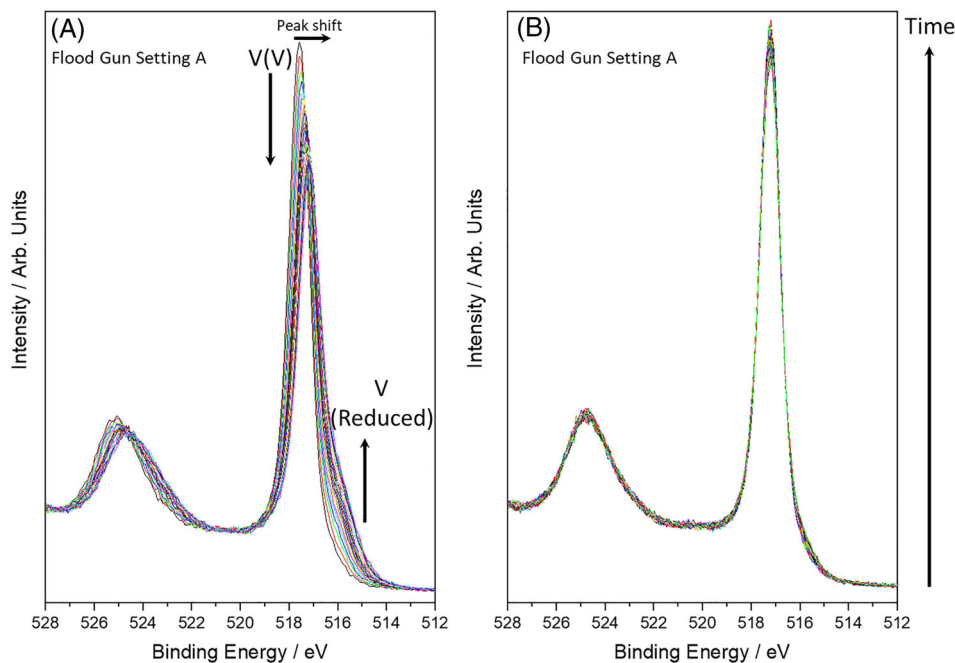 (A)
Peak shift
Flood Gun Setting A
V(V)
V
(Reduced)
Intensity / Arb. Units
528 526 524 522 520 518 516 514 512
Binding Energy / eV
(B)
Flood Gun Setting A
Time
Intensity / Arb. Units
528 526 524 522 520 518 516 514 512
Binding Energy / eV